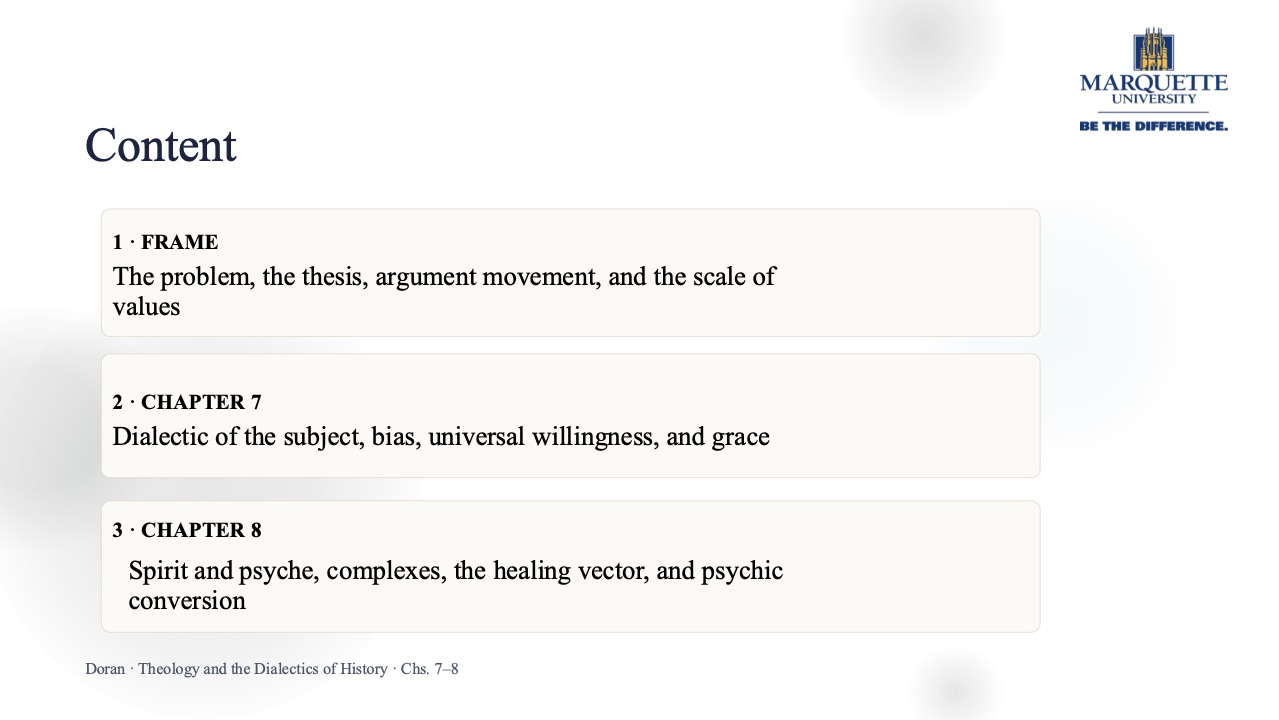 MARQUETTE
UNIVERSITY
BE THE DIFFERENCE.
Content
1 · FRAME
The problem, the thesis, argument movement, and the scale of
values
2 · CHAPTER 7
Dialectic of the subject, bias, universal willingness, and grace
3 · CHAPTER 8
Spirit and psyche, complexes, the healing vector, and psychic
conversion
Doran · Theology and the Dialectics of History · Chs. 7–8